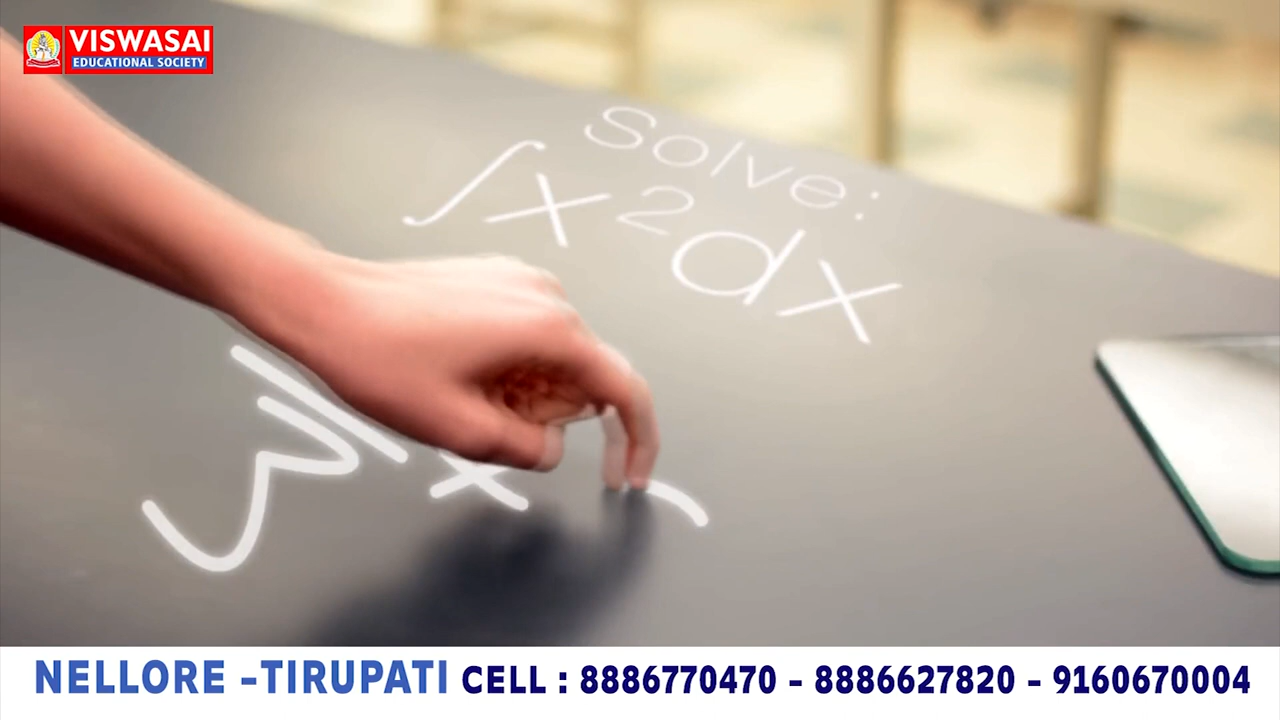 VISWASAI
EDUCATIONAL SOCIETY
Solve:
∫x²dx
NELLORE -TIRUPATI CELL : 8886770470 - 8886627820 - 9160670004